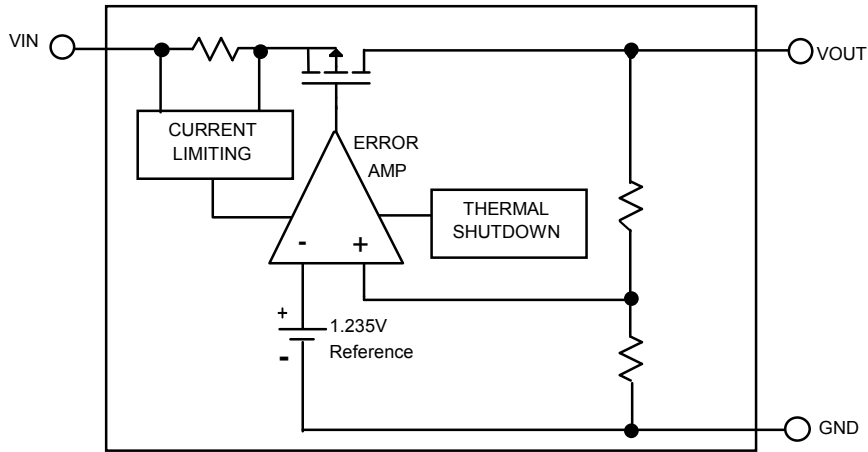 VIN
VOUT
CURRENT
LIMITING
ERROR
AMP
THERMAL
SHUTDOWN
- +
+
1.235V
Reference
-
GND